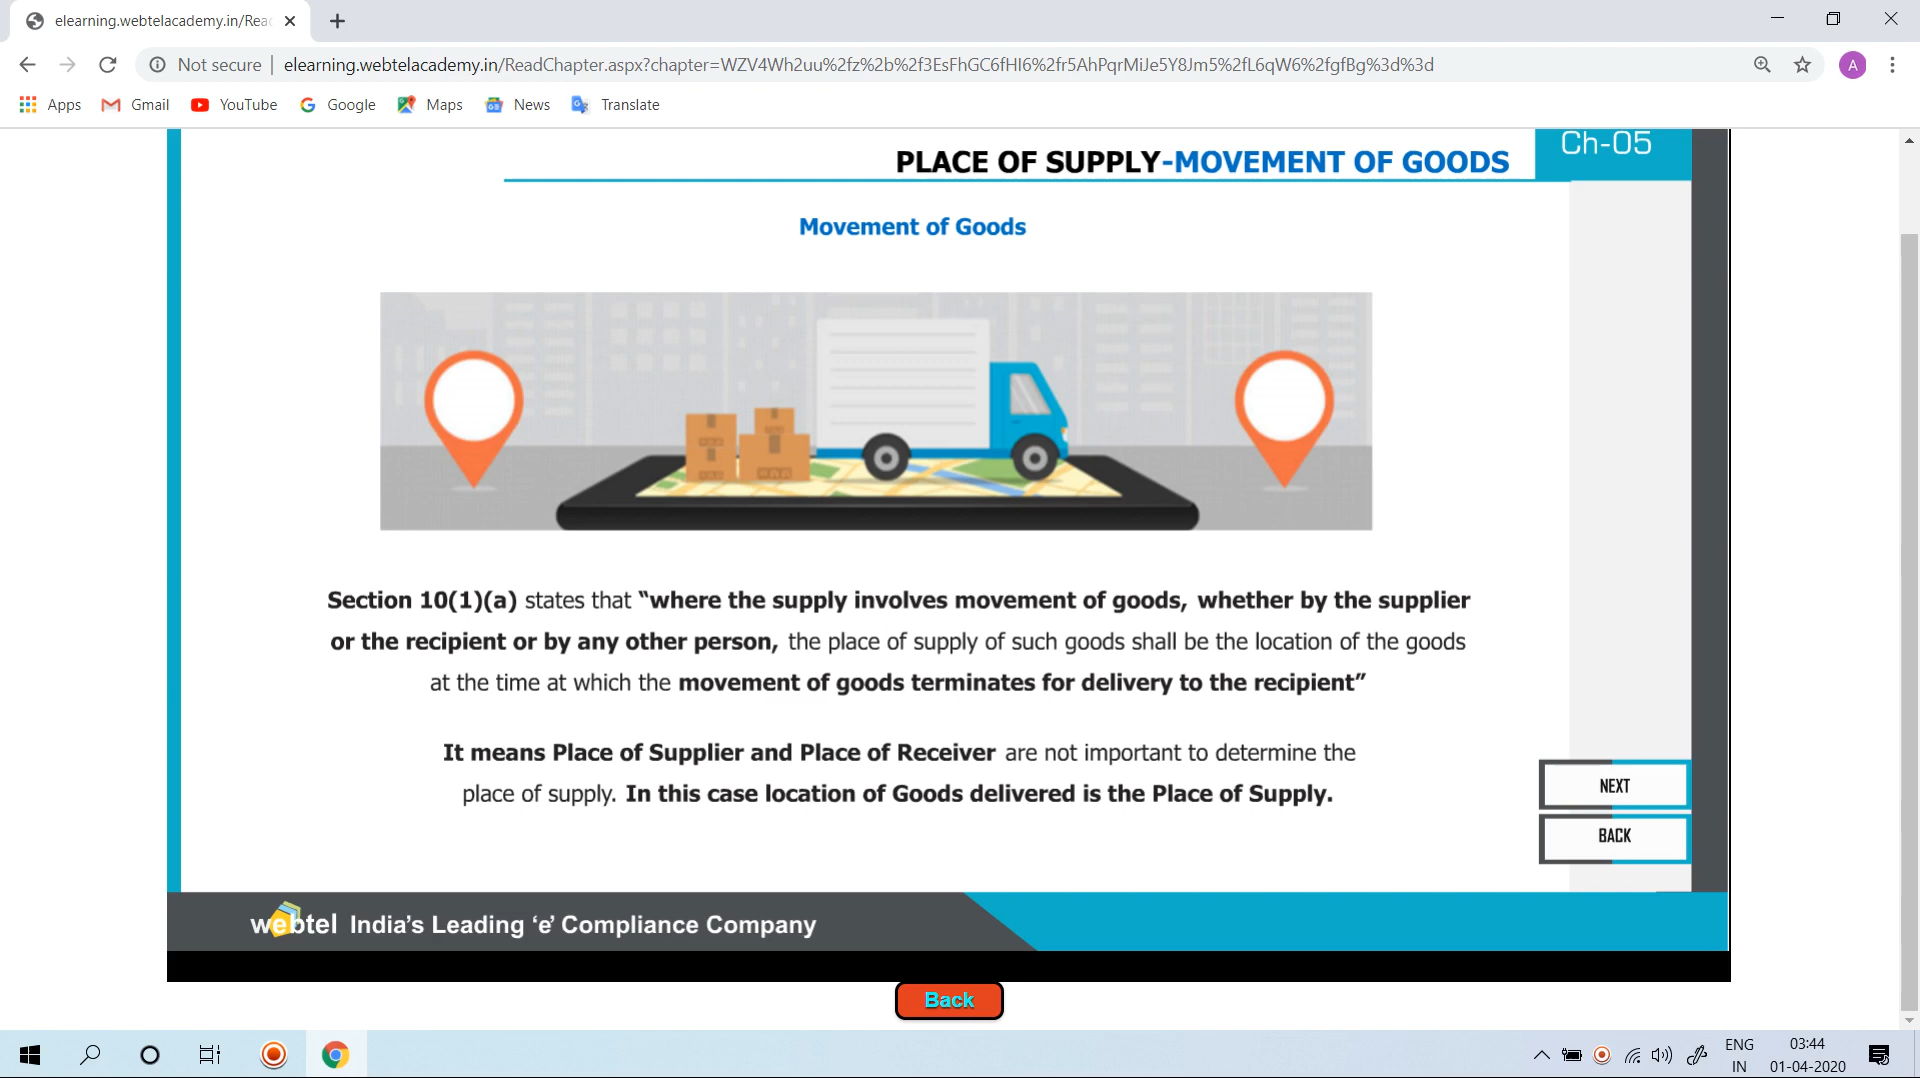 elearning.webtelacademy.in/Rea
Not secure
elearning.webtelacademy.in/ReadChapter.aspx?chapter=WZV4Wh2uu%2fz%2b%2f3EsFhGC6fHI6%2fr5AhPqrMiJe5Y8Jm5%2fL6qW6%2fgfBg%3d%3d
A
Apps Gmail YouTube Google Maps News Translate
Ch-05
PLACE OF SUPPLY-MOVEMENT OF GOODS
Movement of Goods
Section 10(1)(a) states that “where the supply involves movement of goods, whether by the supplier
or the recipient or by any other person, the place of supply of such goods shall be the location of the goods
at the time at which the movement of goods terminates for delivery to the recipient”
It means Place of Supplier and Place of Receiver are not important to determine the
place of supply. In this case location of Goods delivered is the Place of Supply.
NEXT
BACK
webtel India’s Leading ‘e’ Compliance Company
Back
ENG
IN
03:44
01-04-2020